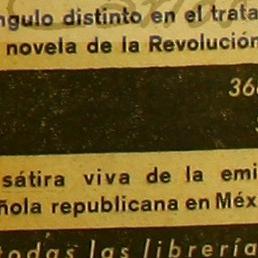 ngulo distinto en el trata
novela de la Revolución
36
sátira viva de la emi
ñola republicana en Méx
todas las librería